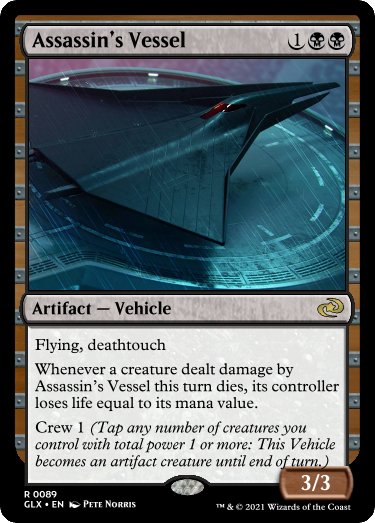 Assassin's Vessel 1
Artifact — Vehicle
Flying, deathtouch
Whenever a creature dealt damage by
Assassin's Vessel this turn dies, its controller
loses life equal to its mana value.
Crew 1 (Tap any number of creatures you
control with total power 1 or more: This Vehicle
becomes an artifact creature until end of turn.)
3/3
R 0089
GLX • EN Pete Norris
™ & © 2021 Wizards of the Coast